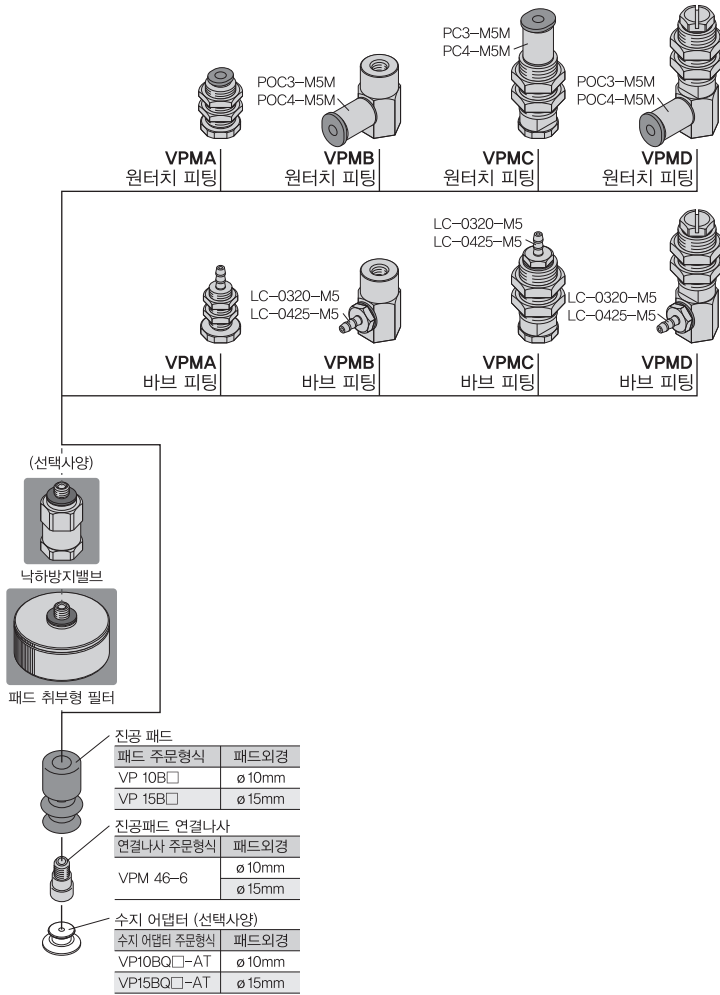 PC3-M5M
PC4-M5M
POC3-M5M
POC4-M5M
POC3-M5M
POC4-M5M
VPMA
원터치 피팅
VPMB
원터치 피팅
VPMC
원터치 피팅
VPMD
원터치 피팅
LC-0320-M5
LC-0425-M5
LC-0320-M5
LC-0425-M5
LC-0320-M5
LC-0425-M5
VPMA
바브 피팅
VPMB
바브 피팅
VPMC
바브 피팅
VPMD
바브 피팅
(선택사양)
낙하방지밸브
패드 취부형 필터
진공 패드
패드 주문형식 패드외경
VP 10B□ ø10mm
VP 15B□ ø15mm
진공패드 연결나사
연결나사 주문형식 패드외경
VPM 46-6 ø10mm
ø15mm
수지 어댑터 (선택사양)
수지 어댑터 주문형식 패드외경
VP10BQ□-AT ø10mm
VP15BQ□-AT ø15mm